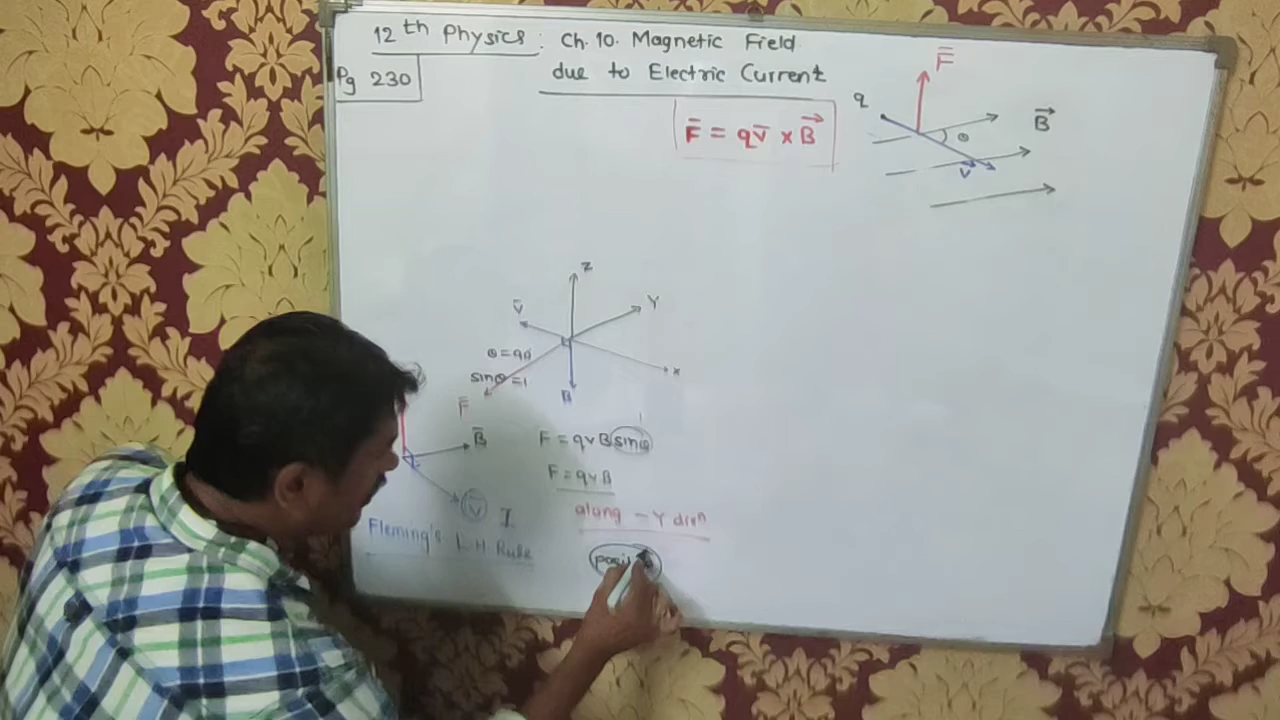 12th Physics: Ch. 10. Magnetic Field
due to Electric Current
Pg 230
F̄ = qv̄ × B⃗
F̄
q
B⃗
θ
v
Z
Y
v̄
θ = 90
sinθ = 1
x
F̄
B
B̄
v̄
I
F = qvB sinθ
1
F = qvB
along - Y dirⁿ
Fleming's L H Rule